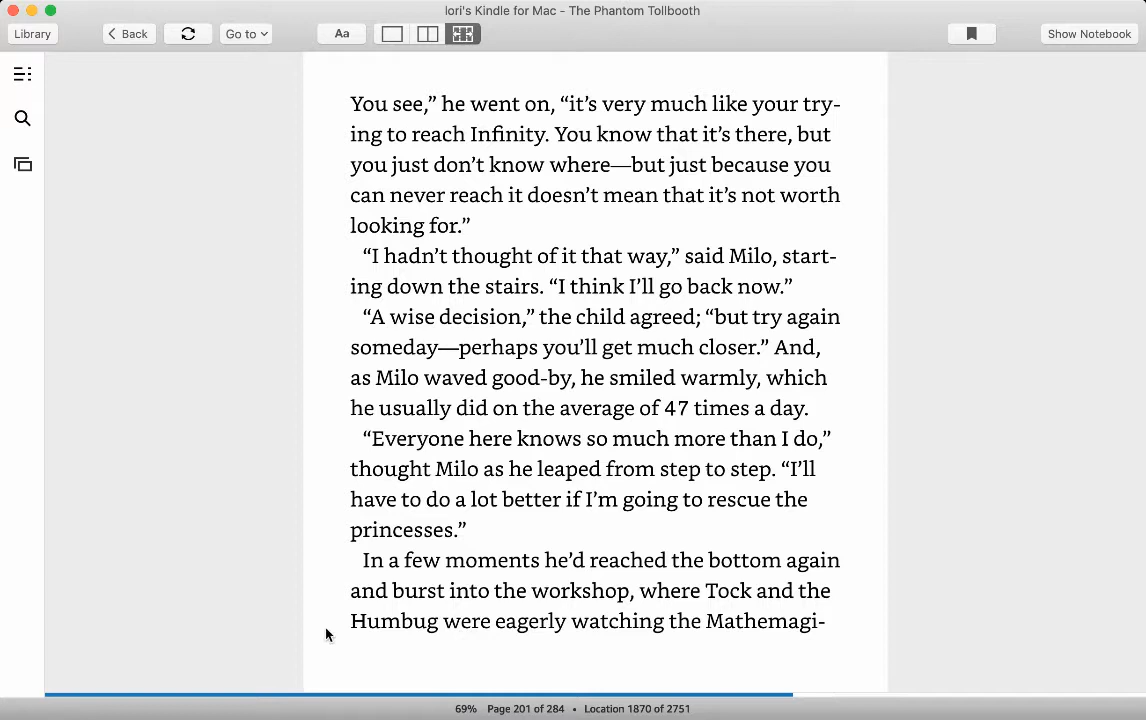 lori's Kindle for Mac - The Phantom Tollbooth
Library
Back
Go to
Aa
Show Notebook
You see,” he went on, “it’s very much like your try-
ing to reach Infinity. You know that it’s there, but
you just don’t know where—but just because you
can never reach it doesn’t mean that it’s not worth
looking for.”
“I hadn’t thought of it that way,” said Milo, start-
ing down the stairs. “I think I’ll go back now.”
“A wise decision,” the child agreed; “but try again
someday—perhaps you’ll get much closer.” And,
as Milo waved good-by, he smiled warmly, which
he usually did on the average of 47 times a day.
“Everyone here knows so much more than I do,”
thought Milo as he leaped from step to step. “I’ll
have to do a lot better if I’m going to rescue the
princesses.”
In a few moments he’d reached the bottom again
and burst into the workshop, where Tock and the
Humbug were eagerly watching the Mathemagi-
69% Page 201 of 284 • Location 1870 of 2751